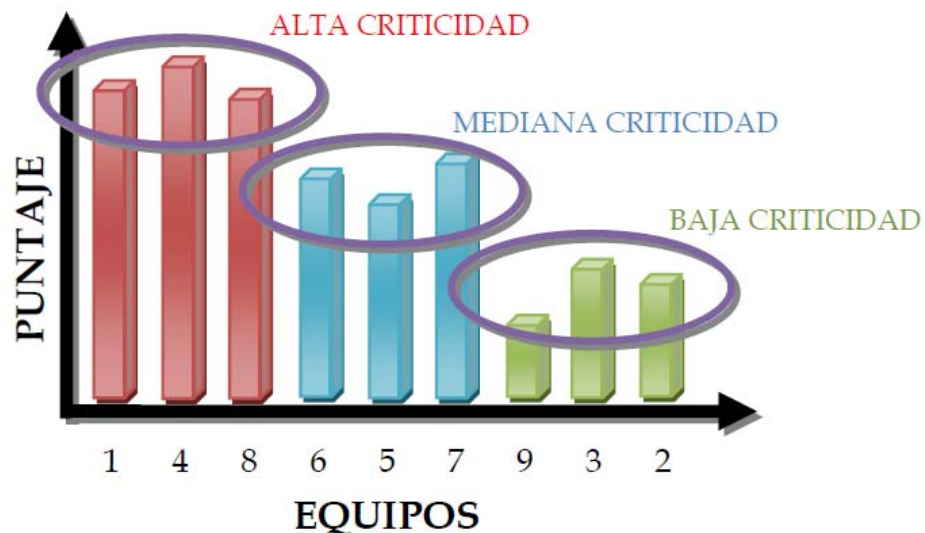 ALTA CRITICIDAD
MEDIANA CRITICIDAD
BAJA CRITICIDAD
PUNTAJE
1 4 8 6 5 7 9 3 2
EQUIPOS